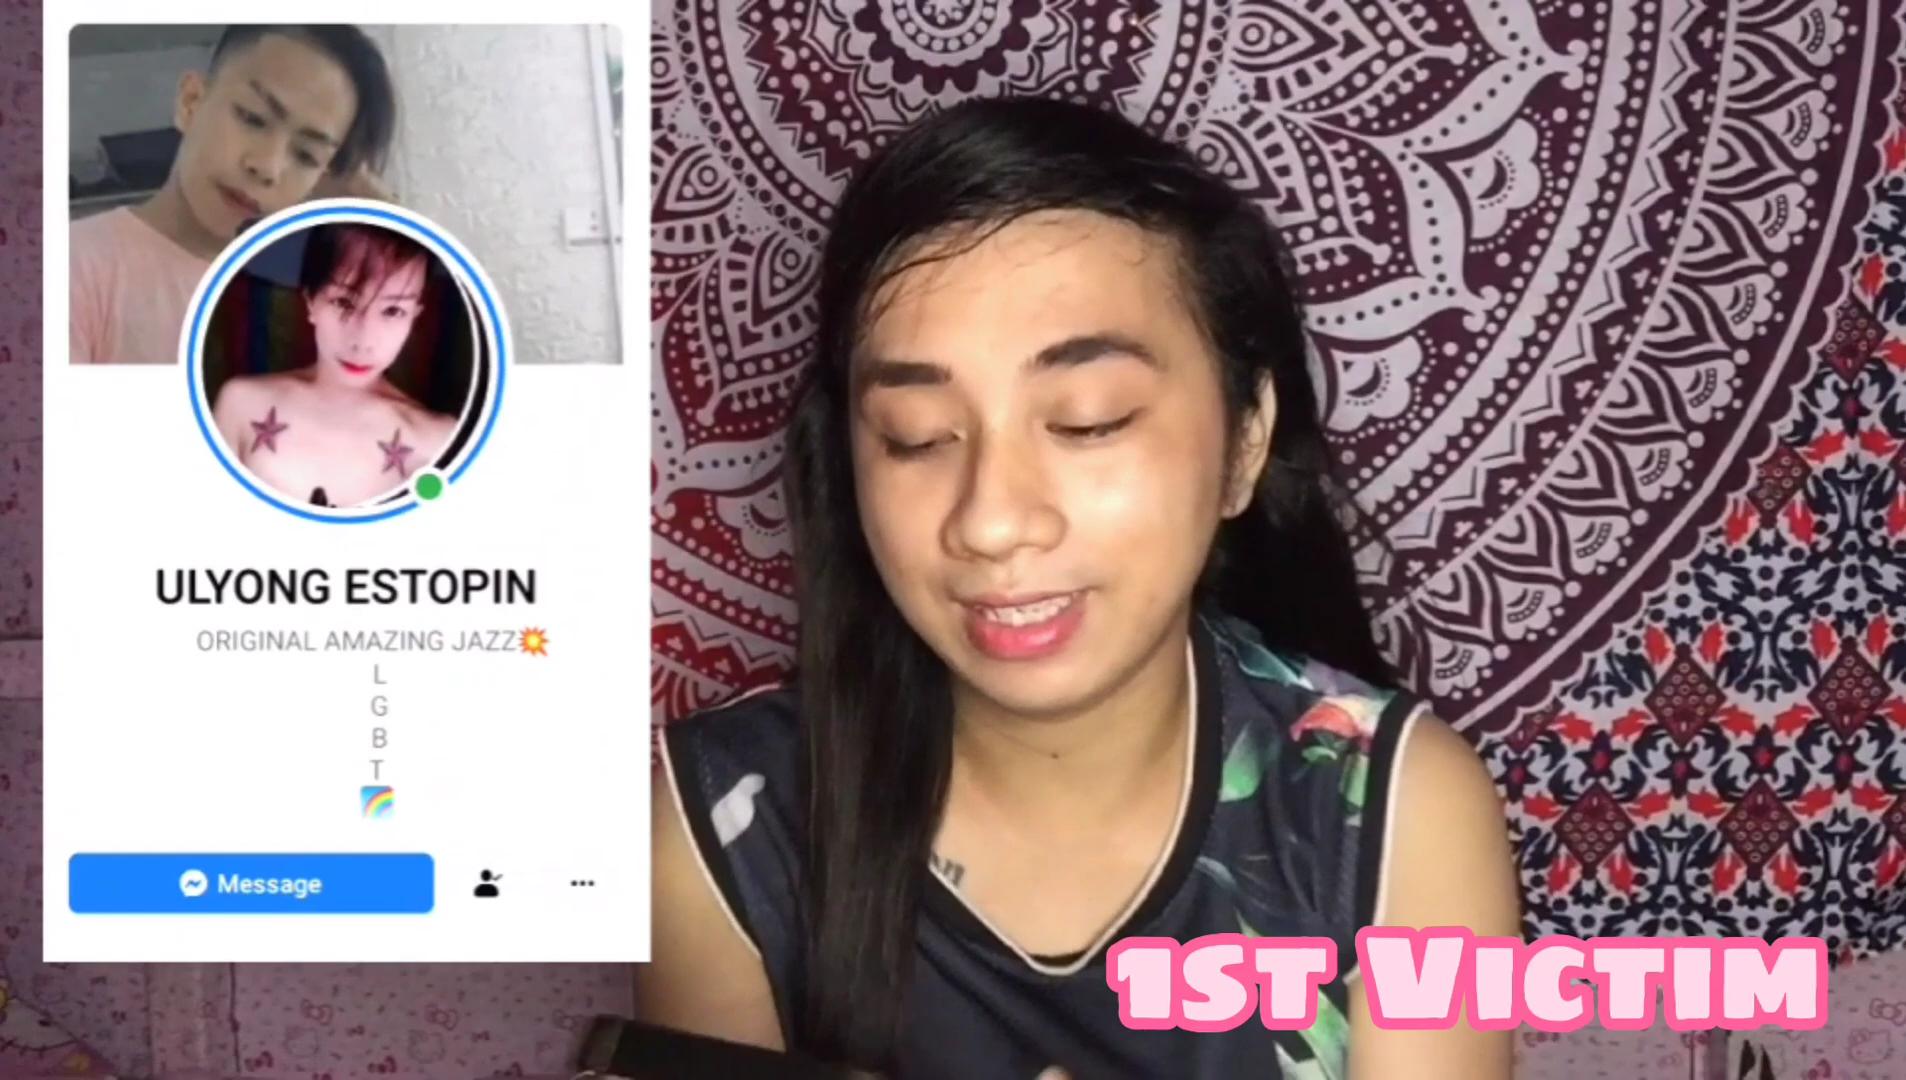 ULYONG ESTOPIN
ORIGINAL AMAZING JAZZ💥
L
G
B
T
🌈
Message
1ST VICTIM